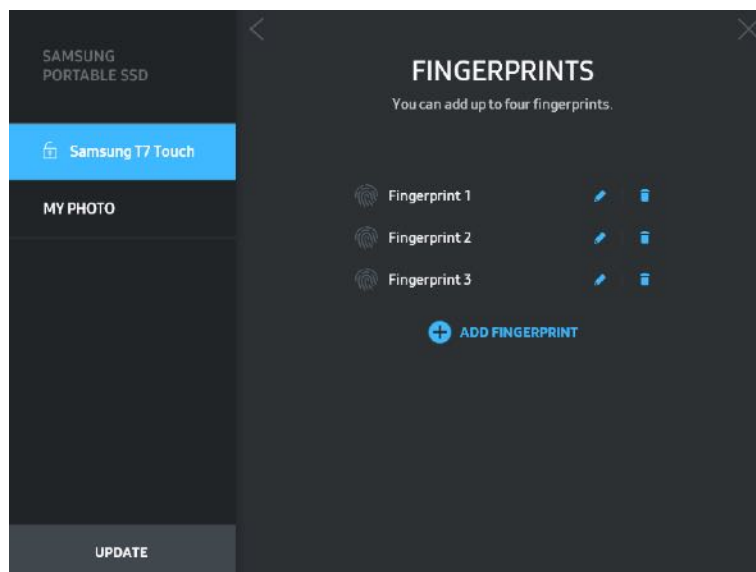 SAMSUNG
PORTABLE SSD
Samsung T7 Touch
MY PHOTO
UPDATE
FINGERPRINTS
You can add up to four fingerprints.
Fingerprint 1
Fingerprint 2
Fingerprint 3
ADD FINGERPRINT